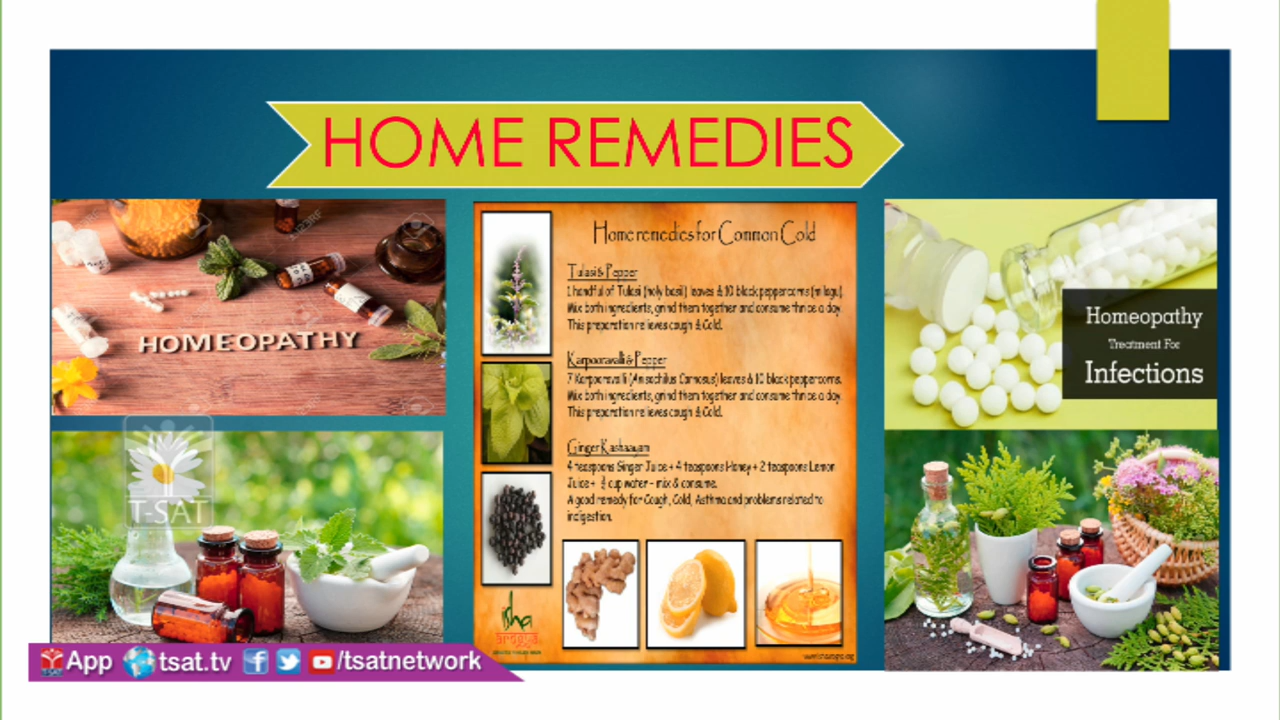 HOME REMEDIES
HOMEOPATHY
T-SAT
Home remedies for Common Cold
Tulasi & Pepper
1 handful of Tulasi (holy basil) leaves & 10 black peppercorns (milagu).
Mix both ingredients, grind them together and consume thrice a day.
This preparation relieves cough & Cold.
Karpooravalli & Pepper
7 Karpooravalli (Anisochilus Carnosus) leaves & 10 black peppercorns.
Mix both ingredients, grind them together and consume thrice a day.
This preparation relieves cough & Cold.
Ginger Kashaayam
4 teaspoons Ginger Juice + 4 teaspoons Honey + 2 teaspoons Lemon
Juice + ½ cup water - mix & consume.
A good remedy for Cough, Cold, Asthma and problems related to
indigestion.
isha
arogya
Homeopathy
Treatment For
Infections
App tsat.tv /tsatnetwork